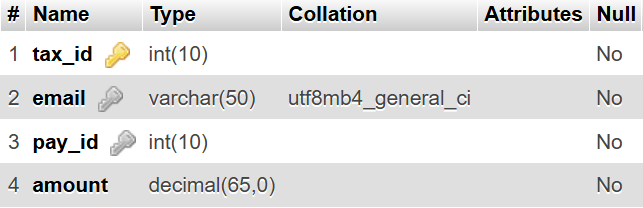 # Name Type Collation Attributes Null
1 tax_id int(10) No
2 email varchar(50) utf8mb4_general_ci No
3 pay_id int(10) No
4 amount decimal(65,0) No